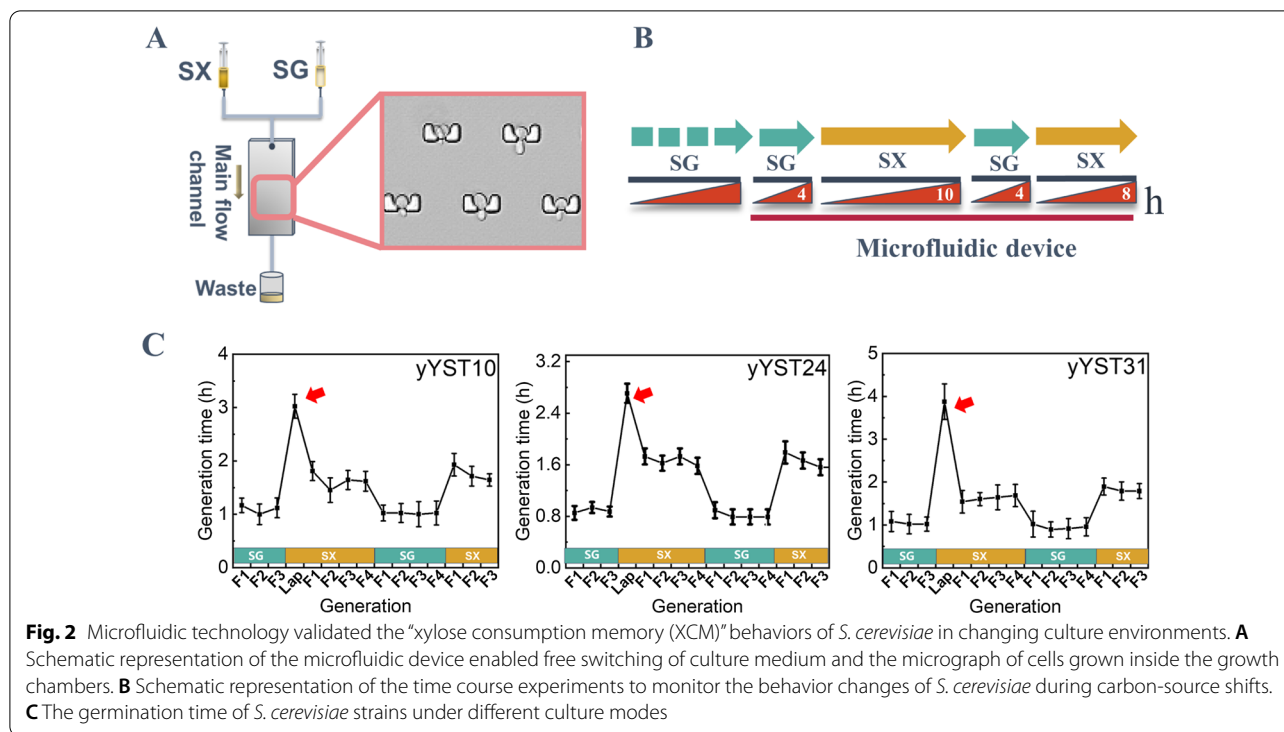 A
SX SG
Main flow
channel
Waste
B
SG SG SX SG SX
4 10 4 8 h
Microfluidic device
C
yYST10
Generation time (h)
4
3
2
1
0
SG SX SG SX
F1 F2 F3 Lap F1 F2 F3 F4 F1 F2 F3 F4 F1 F2 F3
Generation
yYST24
Generation time (h)
3.2
2.4
1.6
0.8
0.0
SG SX SG SX
F1 F2 F3 Lap F1 F2 F3 F4 F1 F2 F3 F4 F1 F2 F3
Generation
yYST31
Generation time (h)
5
4
3
2
1
0
SG SX SG SX
F1 F2 F3 Lap F1 F2 F3 F4 F1 F2 F3 F4 F1 F2 F3
Generation
Fig. 2 Microfluidic technology validated the “xylose consumption memory (XCM)” behaviors of S. cerevisiae in changing culture environments. A
Schematic representation of the microfluidic device enabled free switching of culture medium and the micrograph of cells grown inside the growth
chambers. B Schematic representation of the time course experiments to monitor the behavior changes of S. cerevisiae during carbon-source shifts.
C The germination time of S. cerevisiae strains under different culture modes